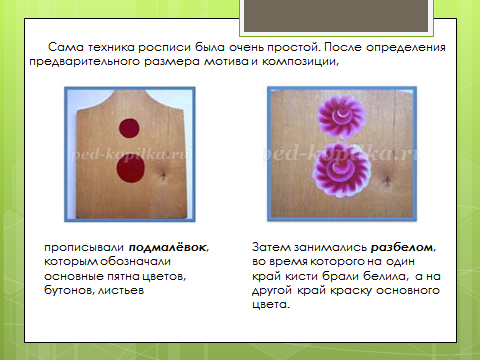 Сама техника росписи была очень простой. После определения
предварительного размера мотива и композиции,
ped-kopilka.ru
ped-kopilka.ru
прописывали подмалёвок,
которым обозначали
основные пятна цветов,
бутонов, листьев
Затем занимались разбелом,
во время которого на один
край кисти брали белила, а на
другой край краску основного
цвета.